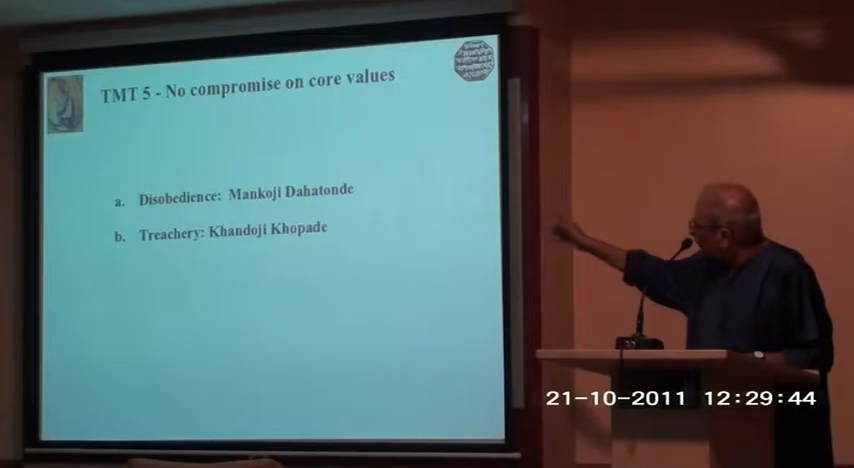 TMT 5 - No compromise on core values
a. Disobedience: Mankoji Dahatonde
b. Treachery: Khandoji Khopade
21-10-2011 12:29:44